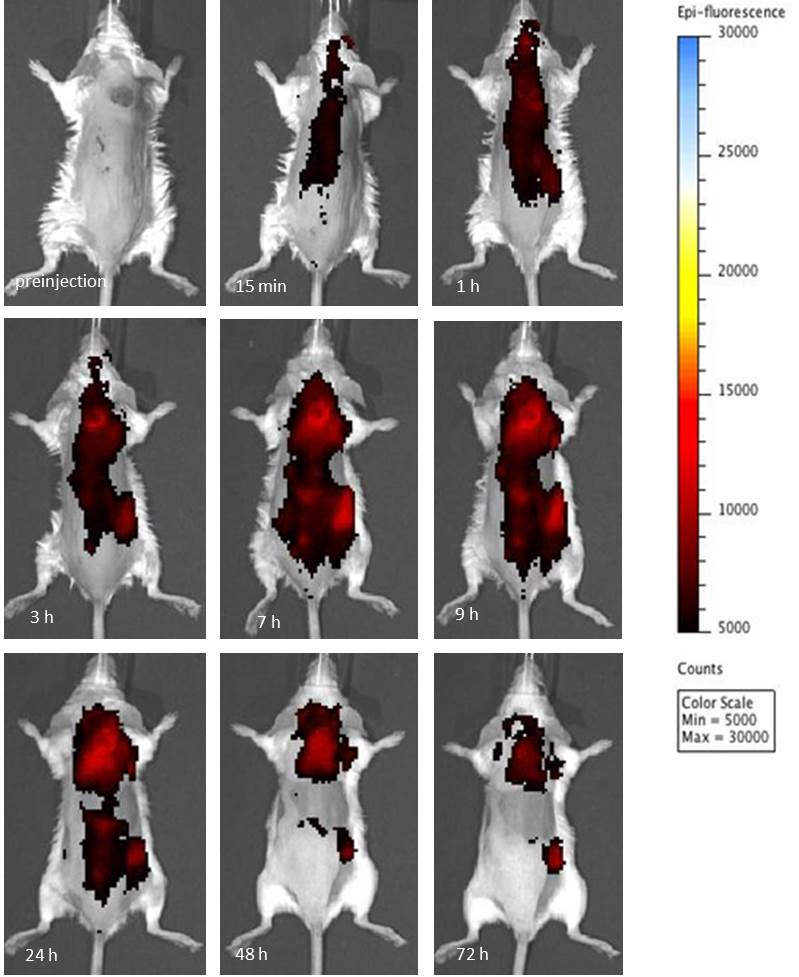 Epi-fluorescence
30000
25000
20000
15000
10000
5000
Counts
Color Scale
Min = 5000
Max = 30000
preinjection
15 min
1 h
3 h
7 h
9 h
24 h
48 h
72 h